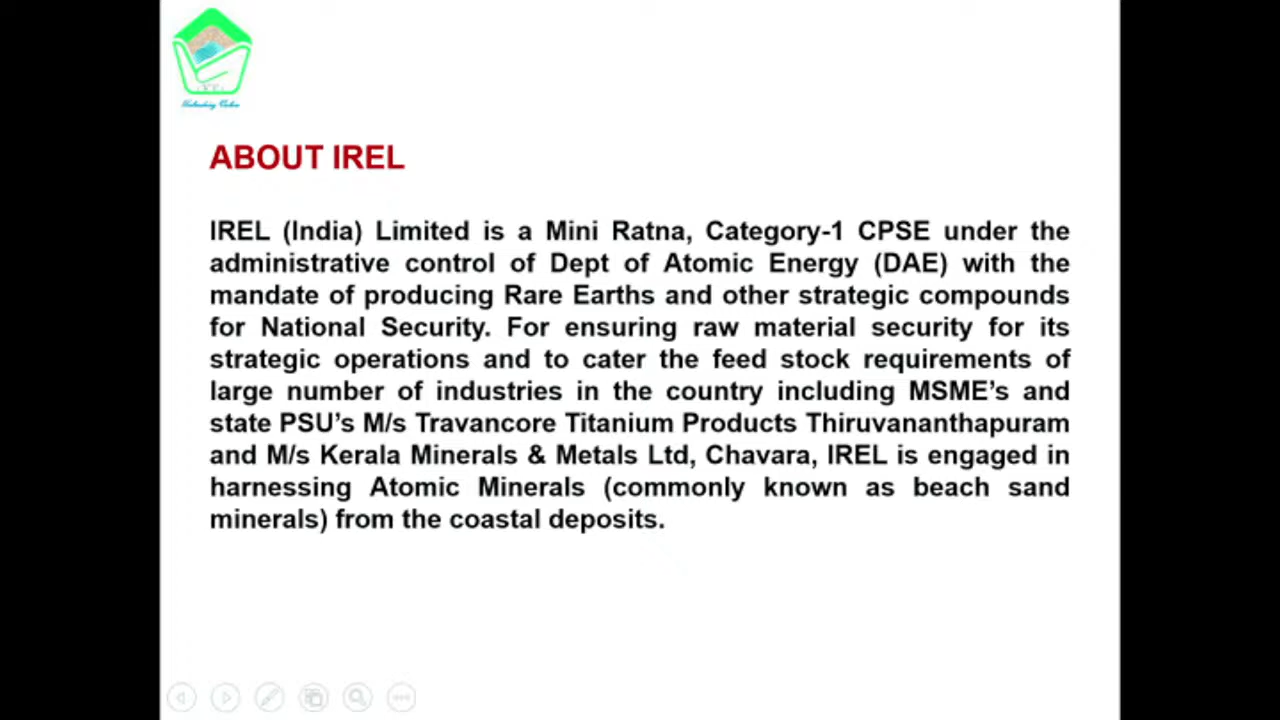 ABOUT IREL
IREL (India) Limited is a Mini Ratna, Category-1 CPSE under the
administrative control of Dept of Atomic Energy (DAE) with the
mandate of producing Rare Earths and other strategic compounds
for National Security. For ensuring raw material security for its
strategic operations and to cater the feed stock requirements of
large number of industries in the country including MSME’s and
state PSU’s M/s Travancore Titanium Products Thiruvananthapuram
and M/s Kerala Minerals & Metals Ltd, Chavara, IREL is engaged in
harnessing Atomic Minerals (commonly known as beach sand
minerals) from the coastal deposits.